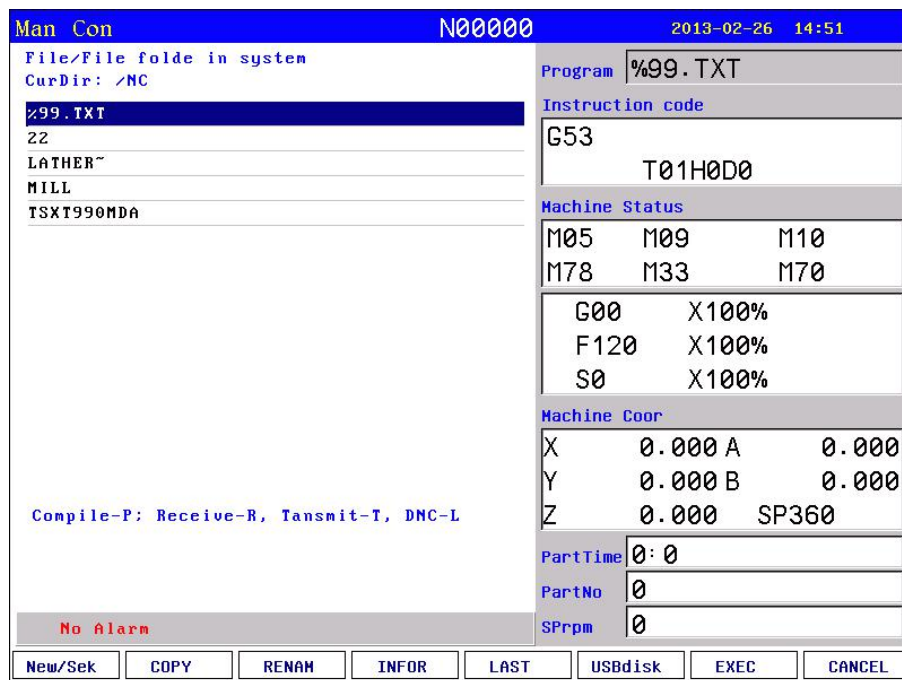 Man Con N00000 2013-02-26 14:51
File/File folde in system
CurDir: /NC
%99.TXT
22
LATHER~
MILL
TSXT990MDA
Compile-P; Receive-R, Tansmit-T, DNC-L
No Alarm
Program %99.TXT
Instruction code
G53
T01H0D0
Machine Status
M05 M09 M10
M78 M33 M70
G00 X100%
F120 X100%
S0 X100%
Machine Coor
X 0.000 A 0.000
Y 0.000 B 0.000
Z 0.000 SP360
PartTime 0: 0
PartNo 0
SPrpm 0
New/Sek COPY RENAM INFOR LAST USBdisk EXEC CANCEL